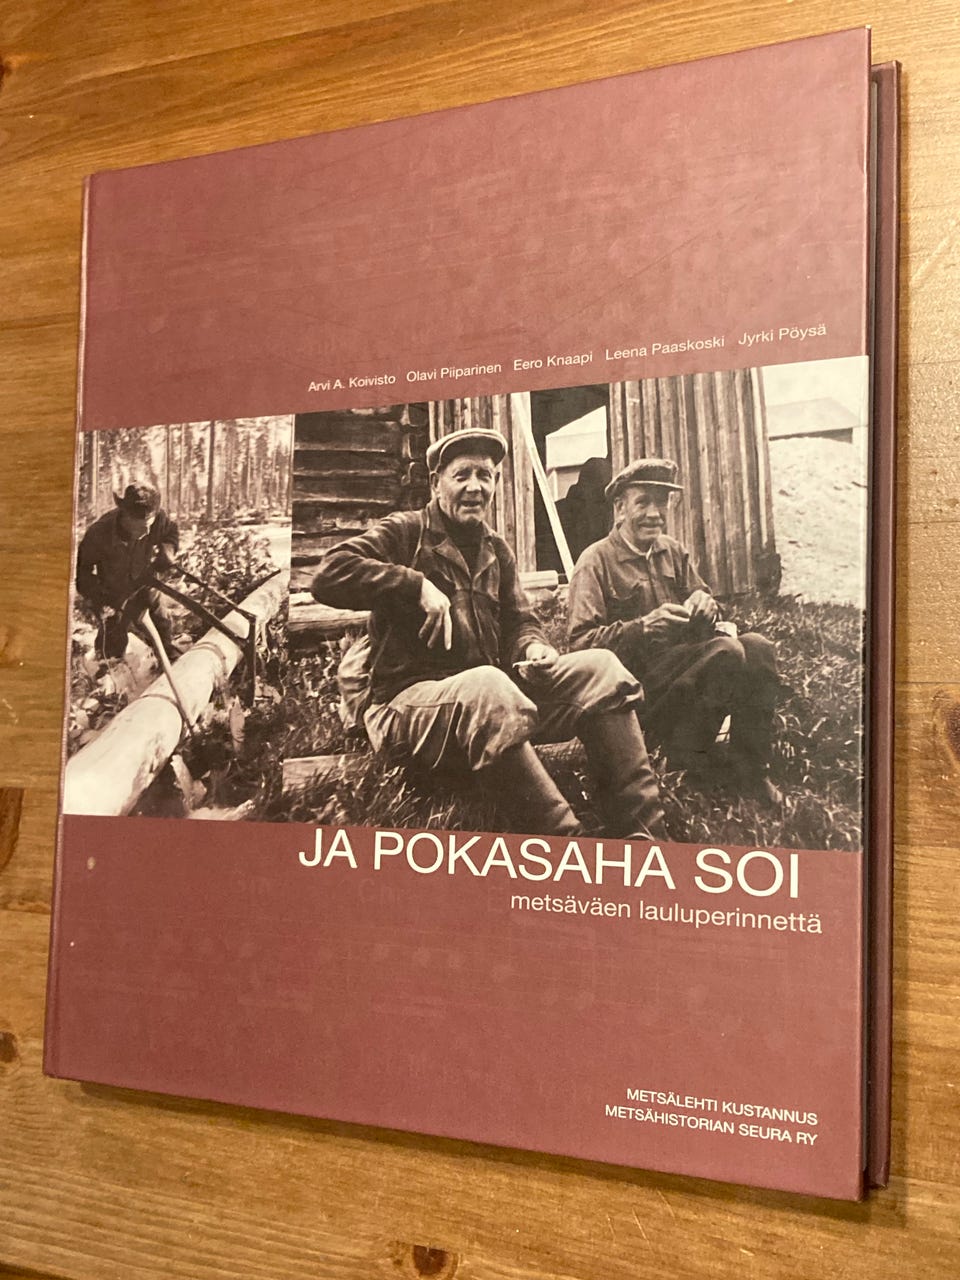 Arvi A. Koivisto Olavi Piiparinen Eero Knaapi Leena Paaskoski Jyrki Pöysä
JA POKASAHA SOI
metsäväen lauluperinnettä
METSÄLEHTI KUSTANNUS
METSÄHISTORIAN SEURA RY